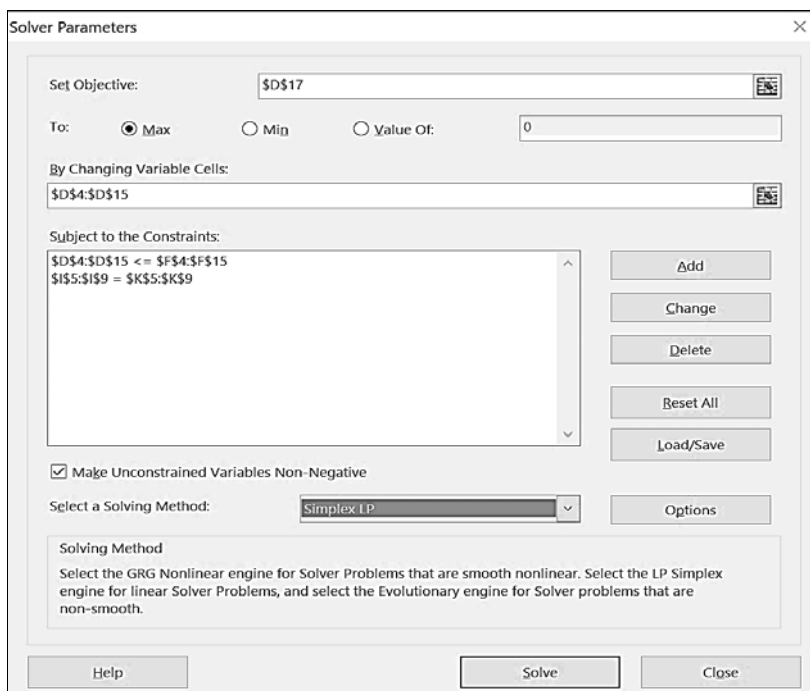 Solver Parameters
Set Objective: $D$17
To: Max Min Value Of: 0
By Changing Variable Cells:
$D$4:$D$15
Subject to the Constraints:
$D$4:$D$15 <= $F$4:$F$15
$I$5:$I$9 = $K$5:$K$9
Add
Change
Delete
Reset All
Load/Save
Make Unconstrained Variables Non-Negative
Select a Solving Method: Simplex LP Options
Solving Method
Select the GRG Nonlinear engine for Solver Problems that are smooth nonlinear. Select the LP Simplex
engine for linear Solver Problems, and select the Evolutionary engine for Solver problems that are
non-smooth.
Help Solve Close